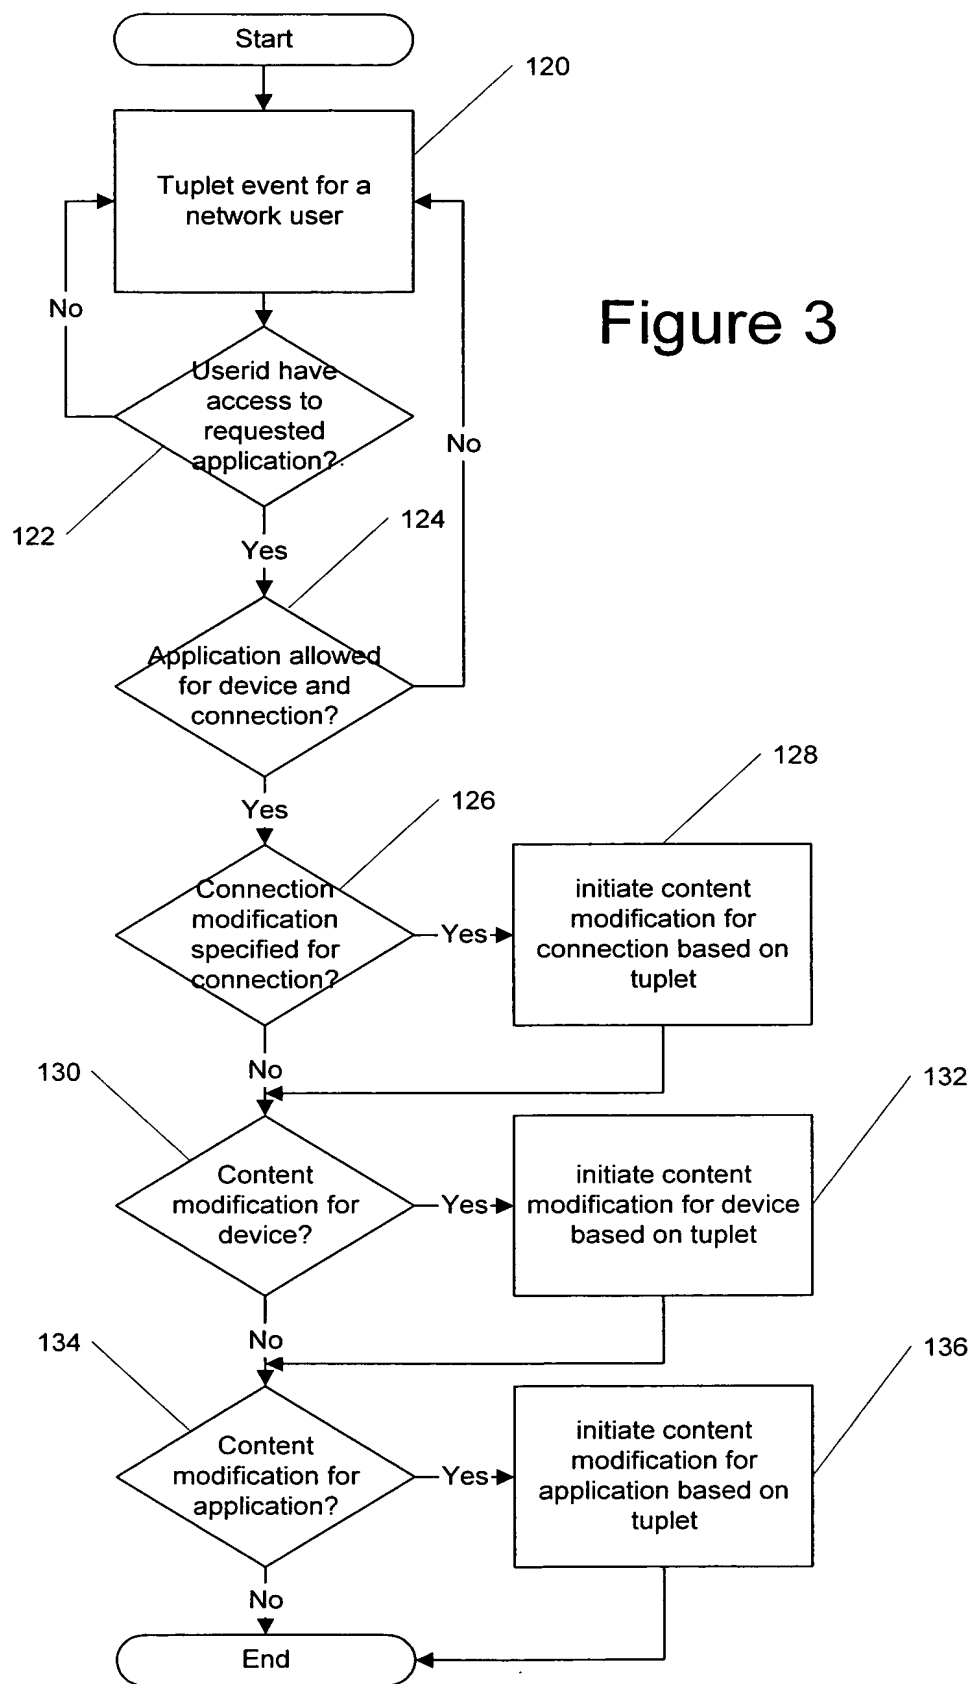 Start
120
Tuplet event for a
network user
No
Figure 3
Userid have
access to
requested
application?
No
122
124
Yes
Application allowed
for device and
connection?
128
Yes
126
Connection
modification
specified for
connection?
Yes
initiate content
modification for
connection based on
tuplet
No
130
132
Content
modification for
device?
Yes
initiate content
modification for device
based on tuplet
No
134
136
Content
modification for
application?
Yes
initiate content
modification for
application based on
tuplet
No
End